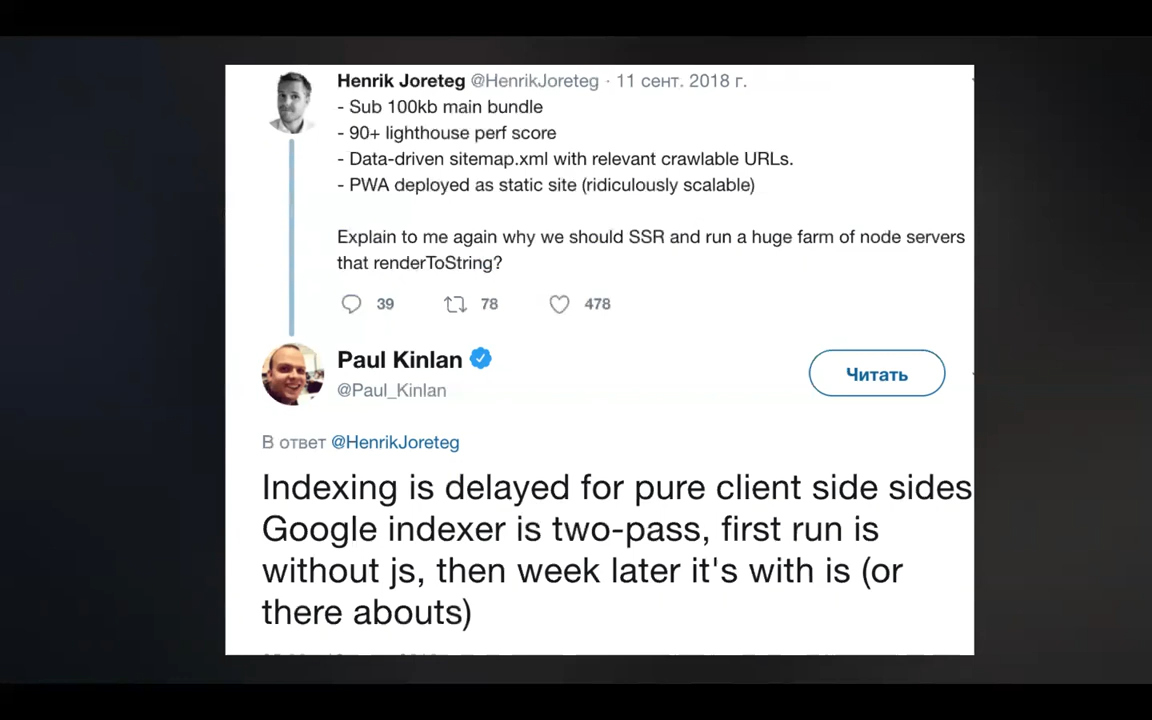 Henrik Joreteg @HenrikJoreteg · 11 сент. 2018 г.
- Sub 100kb main bundle
- 90+ lighthouse perf score
- Data-driven sitemap.xml with relevant crawlable URLs.
- PWA deployed as static site (ridiculously scalable)
Explain to me again why we should SSR and run a huge farm of node servers
that renderToString?
39 78 478
Paul Kinlan
@Paul_Kinlan
Читать
В ответ @HenrikJoreteg
Indexing is delayed for pure client side sides
Google indexer is two-pass, first run is
without js, then week later it's with is (or
there abouts)